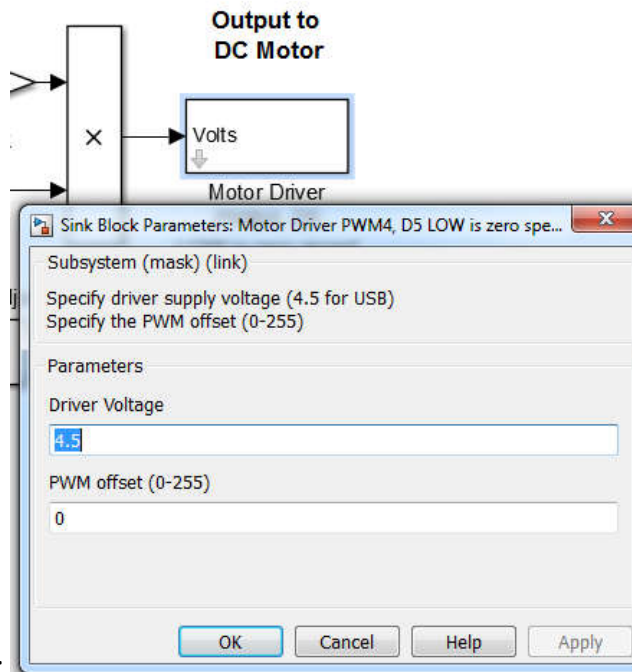 Output to
DC Motor
×
Volts
Motor Driver
Sink Block Parameters: Motor Driver PWM4, D5 LOW is zero spe...
Subsystem (mask) (link)
Specify driver supply voltage (4.5 for USB)
Specify the PWM offset (0-255)
Parameters
Driver Voltage
4.5
PWM offset (0-255)
0
OK Cancel Help Apply